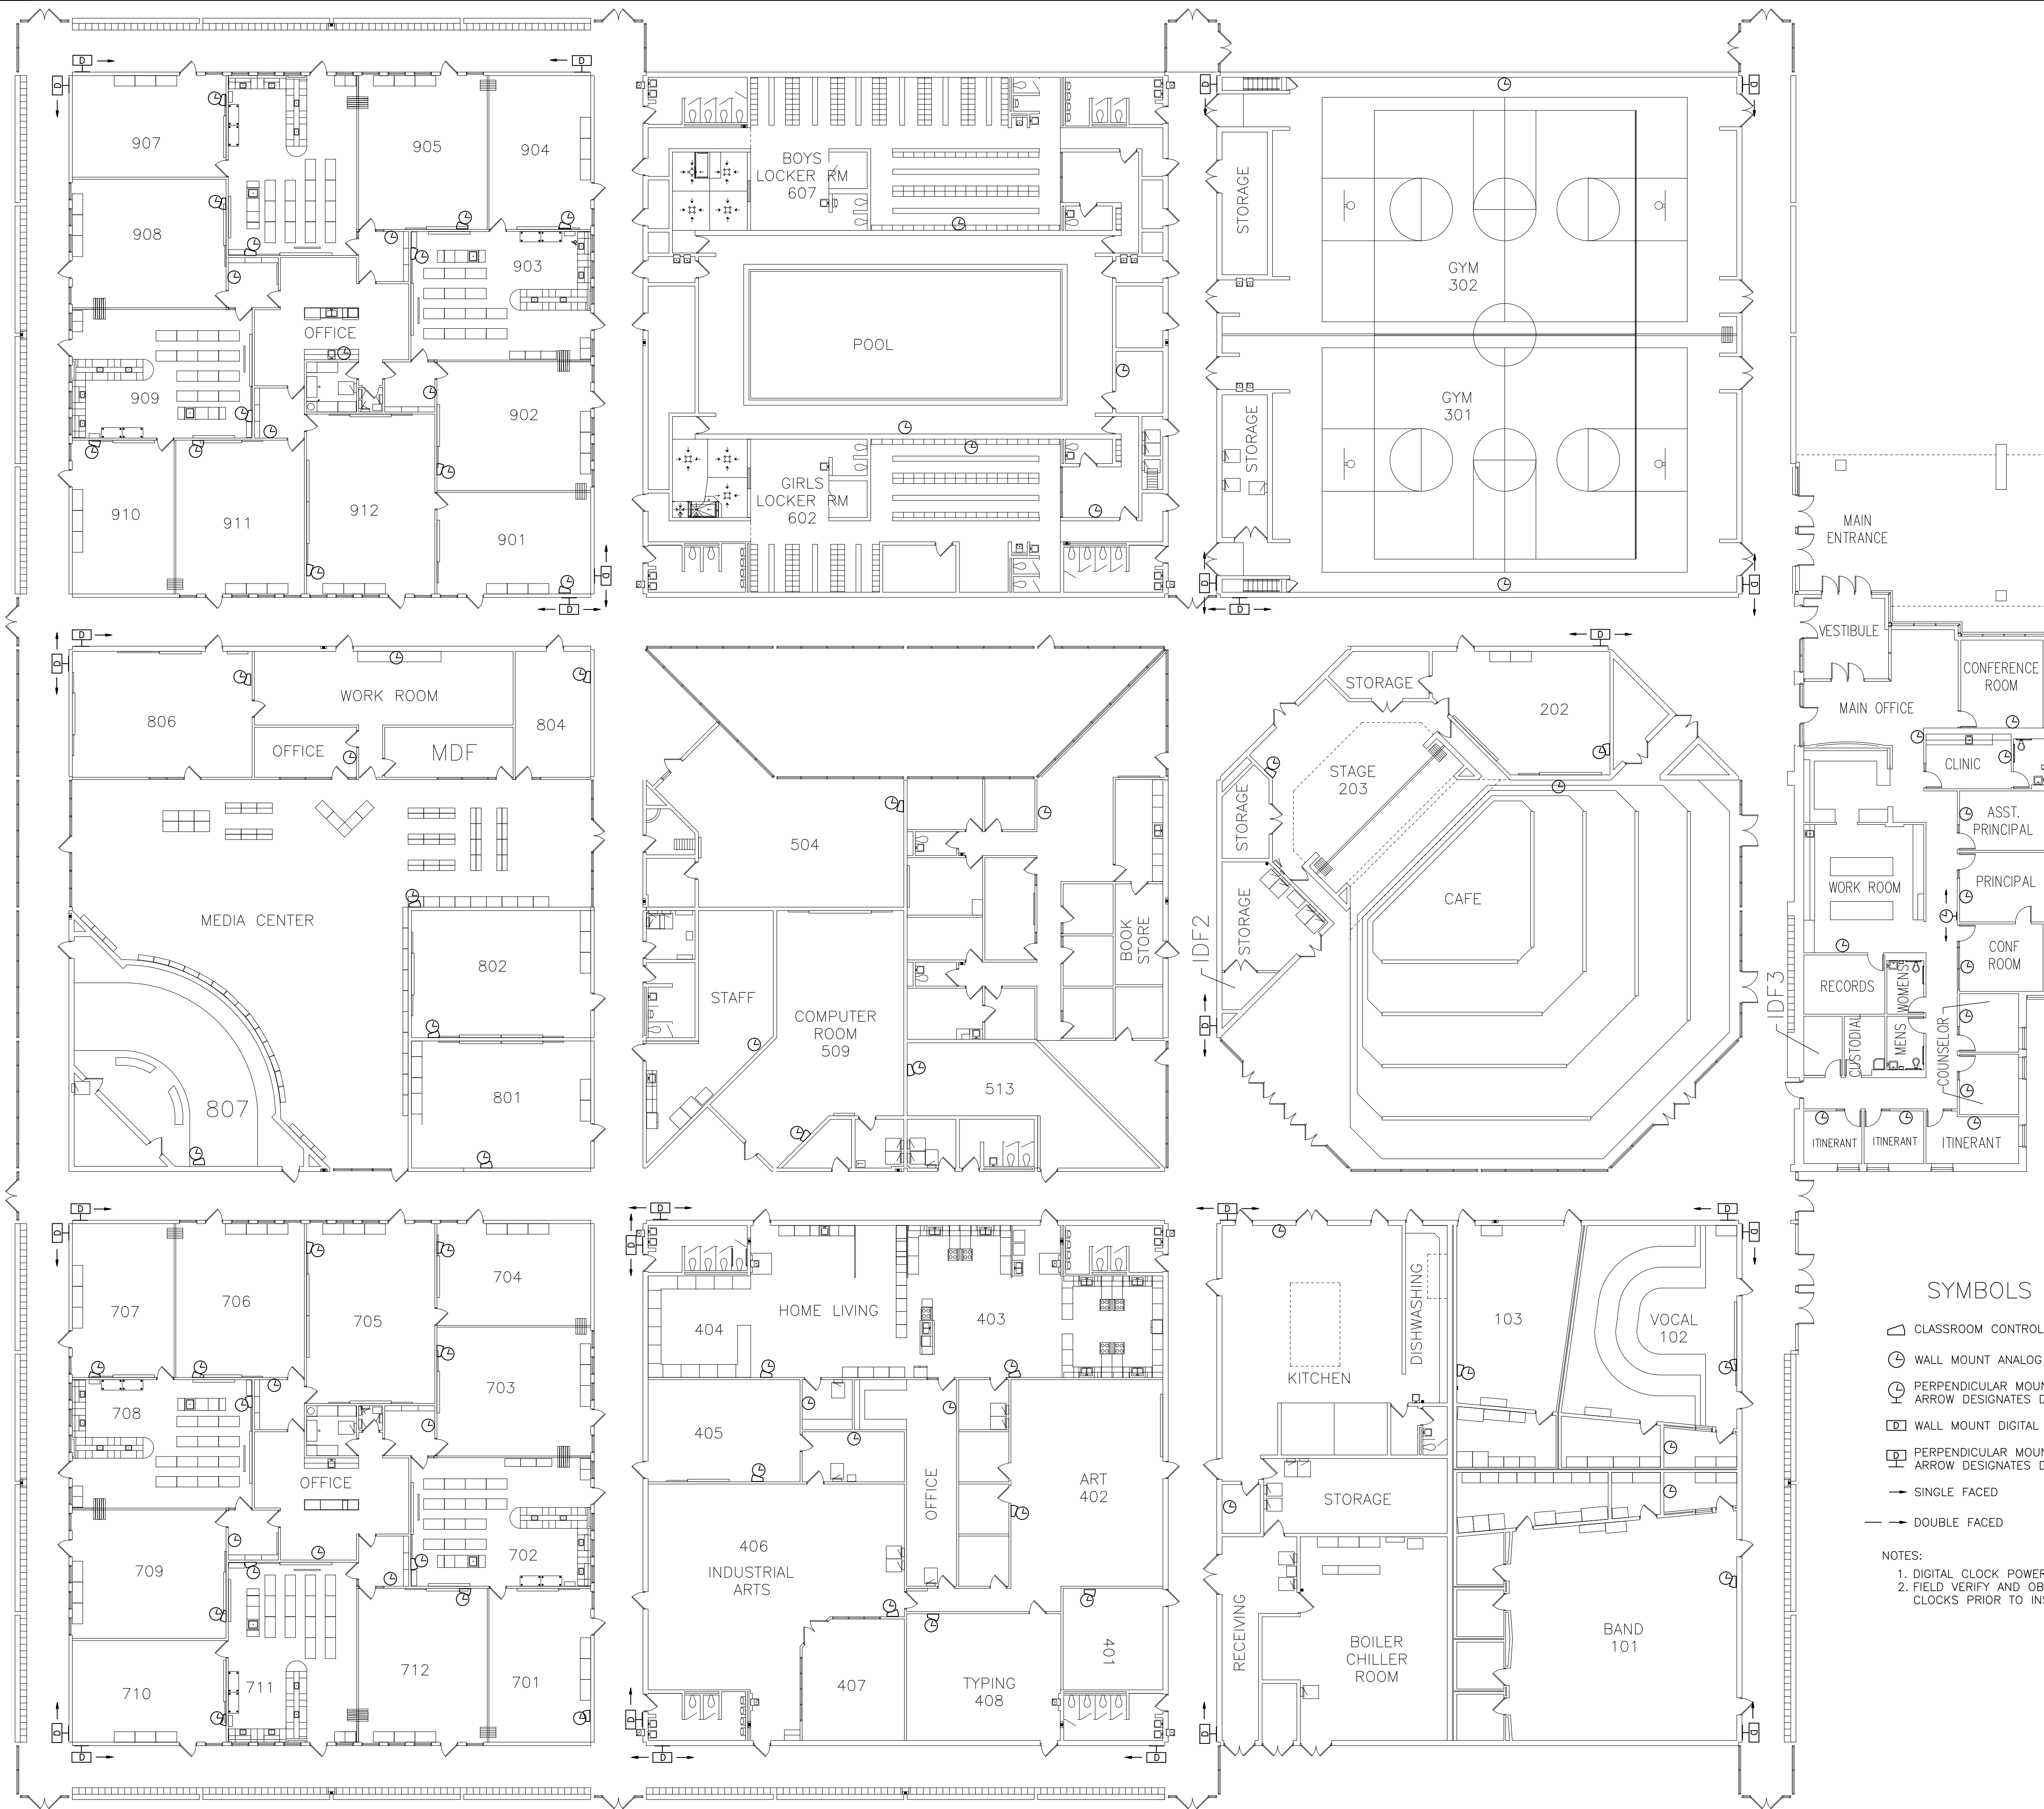 D
D
D
D
907
905
904
908
903
OFFICE
909
902
910
911
912
901
D
D
BOYS
LOCKER RM
607
POOL
GIRLS
LOCKER RM
602
D
D
STORAGE
GYM
302
GYM
301
STORAGE
D
D
D
MAIN
ENTRANCE
VESTIBULE
CONFERENCE
ROOM
MAIN OFFICE
CLINIC
ASST.
PRINCIPAL
PRINCIPAL
WORK ROOM
CONF
ROOM
RECORDS
WOMENS
MENS
CUSTODIAL
COUNSELOR
IDF3
ITINERANT
ITINERANT
ITINERANT
D
D
806
WORK ROOM
804
OFFICE
MDF
MEDIA CENTER
802
801
807
504
STAFF
COMPUTER
ROOM
509
BOOK
STORE
513
D
STORAGE
202
STAGE
203
STORAGE
STORAGE
CAFE
IDF2
D
D
D
707
706
705
704
703
708
OFFICE
709
702
710
711
712
701
D
D
D
D
HOME LIVING
404
403
405
OFFICE
ART
402
406
INDUSTRIAL
ARTS
401
407
TYPING
408
D
D
D
D
D
D
DISHWASHING
KITCHEN
103
VOCAL
102
STORAGE
RECEIVING
BOILER
CHILLER
ROOM
BAND
101
D
D
SYMBOLS
CLASSROOM CONTROL
WALL MOUNT ANALOG
PERPENDICULAR
ARROW DESIGNATES
D WALL MOUNT DIGITAL
D PERPENDICULAR
ARROW DESIGNATES
SINGLE FACED
DOUBLE FACED
NOTES:
1. DIGITAL CLOCK
2. FIELD VERIFY AND
CLOCKS PRIOR TO